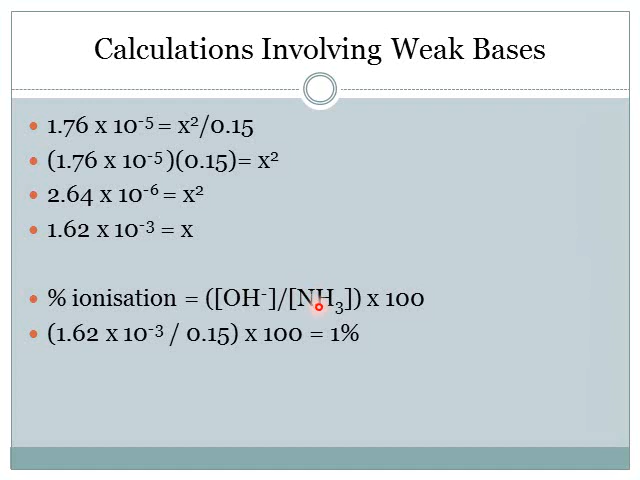 Calculations Involving Weak Bases
• 1.76 x 10⁻⁵ = x²/0.15
• (1.76 x 10⁻⁵ )(0.15)= x²
• 2.64 x 10⁻⁶ = x²
• 1.62 x 10⁻³ = x
• % ionisation = ([OH⁻]/[NH₃]) x 100
• (1.62 x 10⁻³ / 0.15) x 100 = 1%